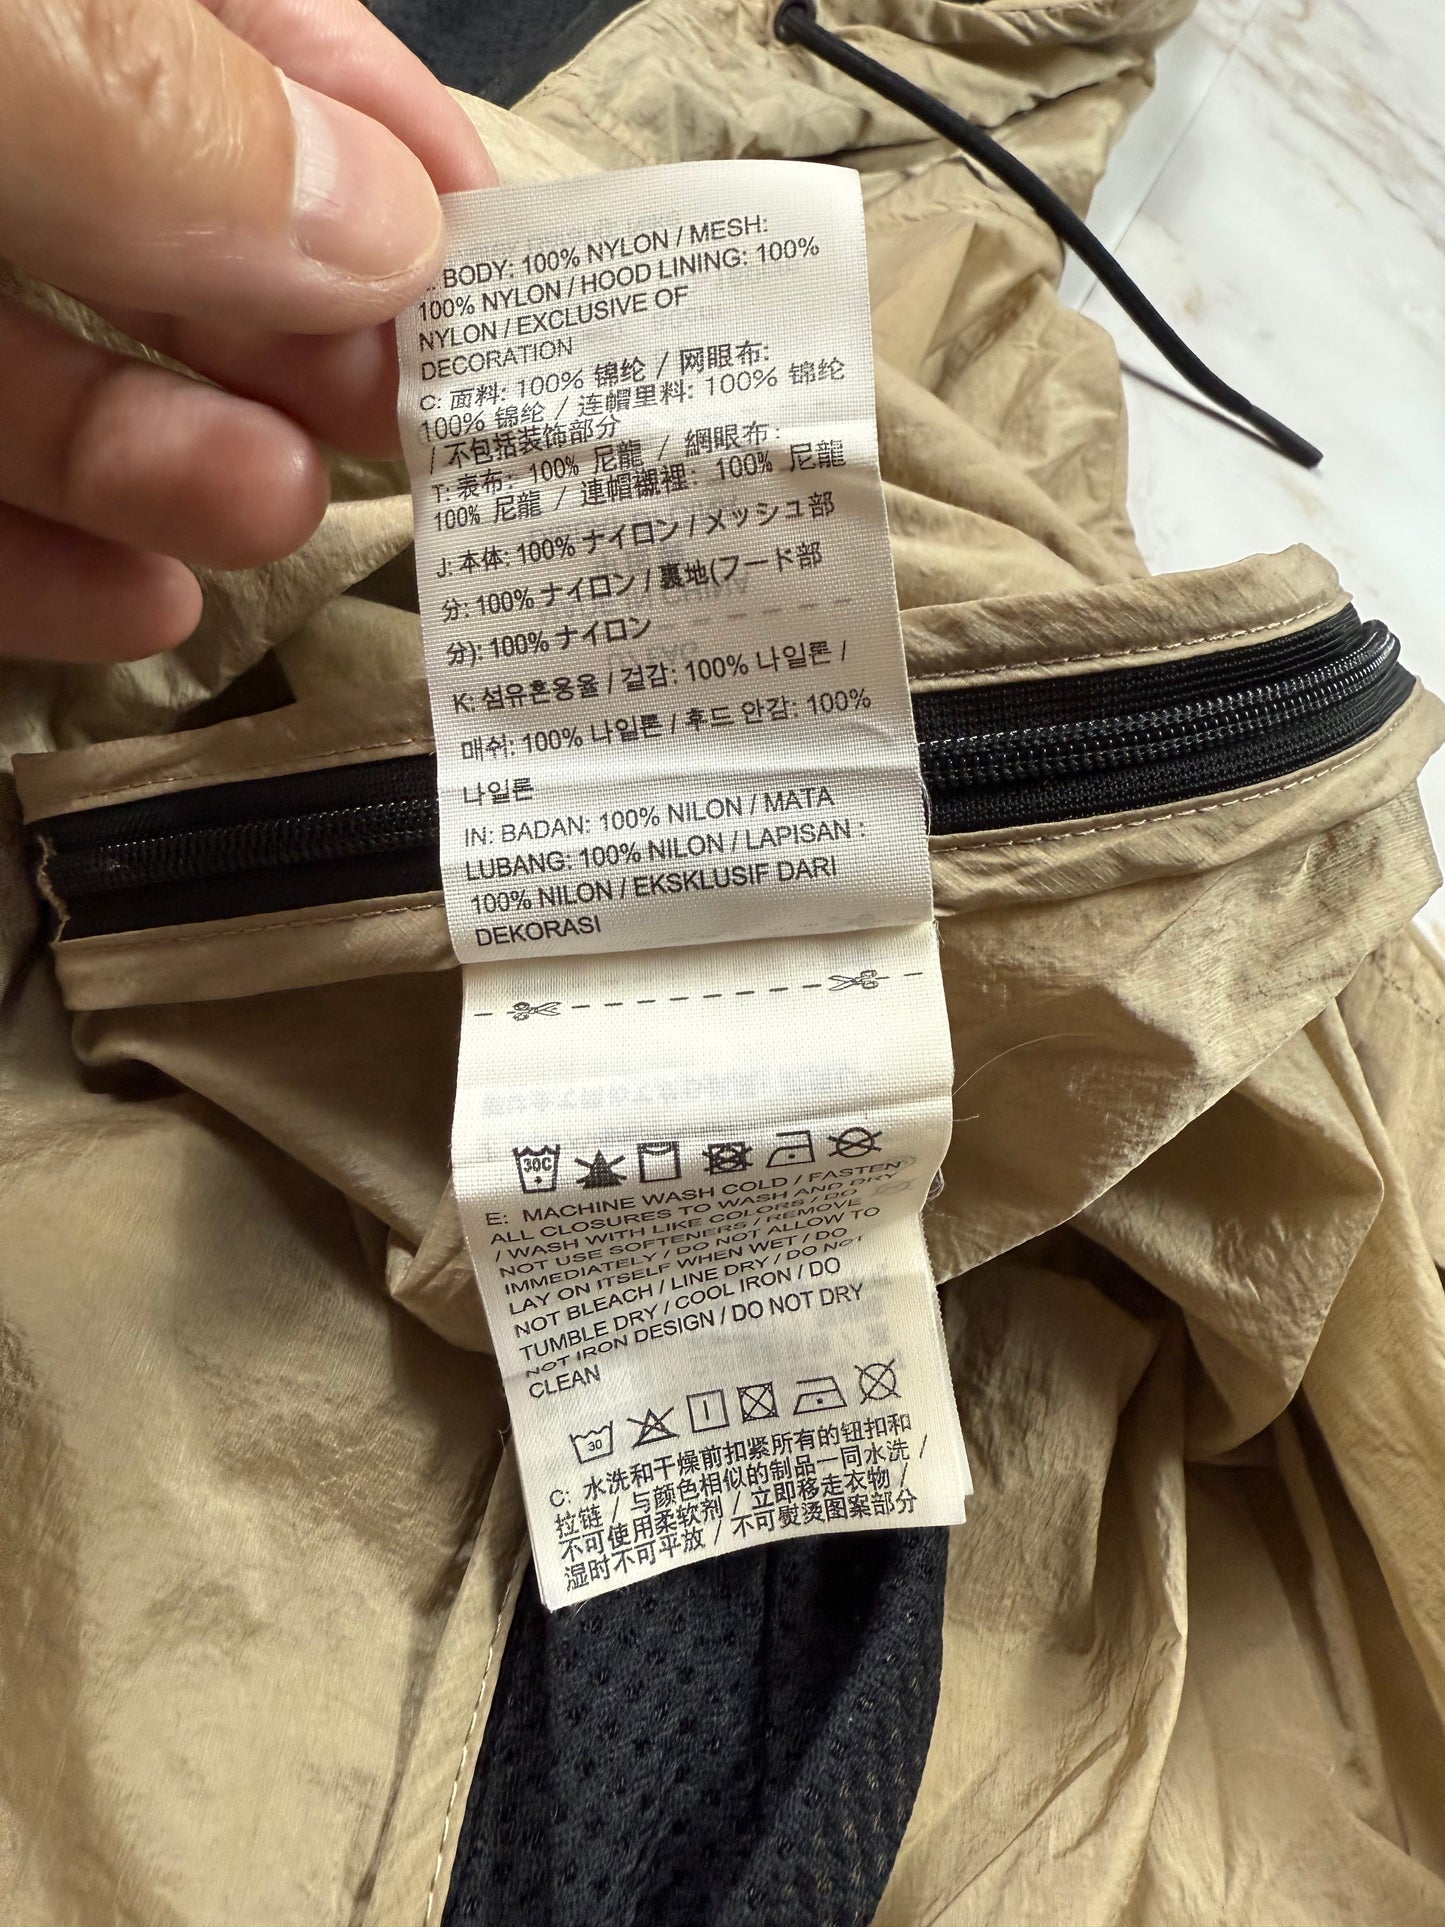 BODY: 100% NYLON / MESH:
100% NYLON / HOOD LINING: 100%
NYLON / EXCLUSIVE OF
DECORATION
C: 面料: 100% 锦纶 / 网眼布:
100% 锦纶 / 连帽里料: 100% 锦纶
/ 不包括装饰部分
T: 表布: 100% 尼龍 / 網眼布:
100% 尼龍 / 連帽襯裡: 100% 尼龍
J: 本体: 100% ナイロン / メッシュ部
分: 100% ナイロン / 裏地(フード部
分): 100% ナイロン
K: 섬유혼용율 / 겉감: 100% 나일론 /
매쉬: 100% 나일론 / 후드 안감: 100%
나일론
IN: BADAN: 100% NILON / MATA
LUBANG: 100% NILON / LAPISAN :
100% NILON / EKSKLUSIF DARI
DEKORASI
30C
E: MACHINE WASH COLD / FASTEN
ALL CLOSURES TO WASH AND DRY
/ WASH WITH LIKE COLORS / DO
NOT USE SOFTENERS / REMOVE
IMMEDIATELY / DO NOT ALLOW TO
LAY ON ITSELF WHEN WET / DO
NOT BLEACH / LINE DRY / DO NOT
TUMBLE DRY / COOL IRON / DO
NOT IRON DESIGN / DO NOT DRY
CLEAN
30
C: 水洗和干燥前扣紧所有的钮扣和
拉链 / 与颜色相似的制品一同水洗 /
不可使用柔软剂 / 立即移走衣物 /
湿时不可平放 / 不可熨烫图案部分